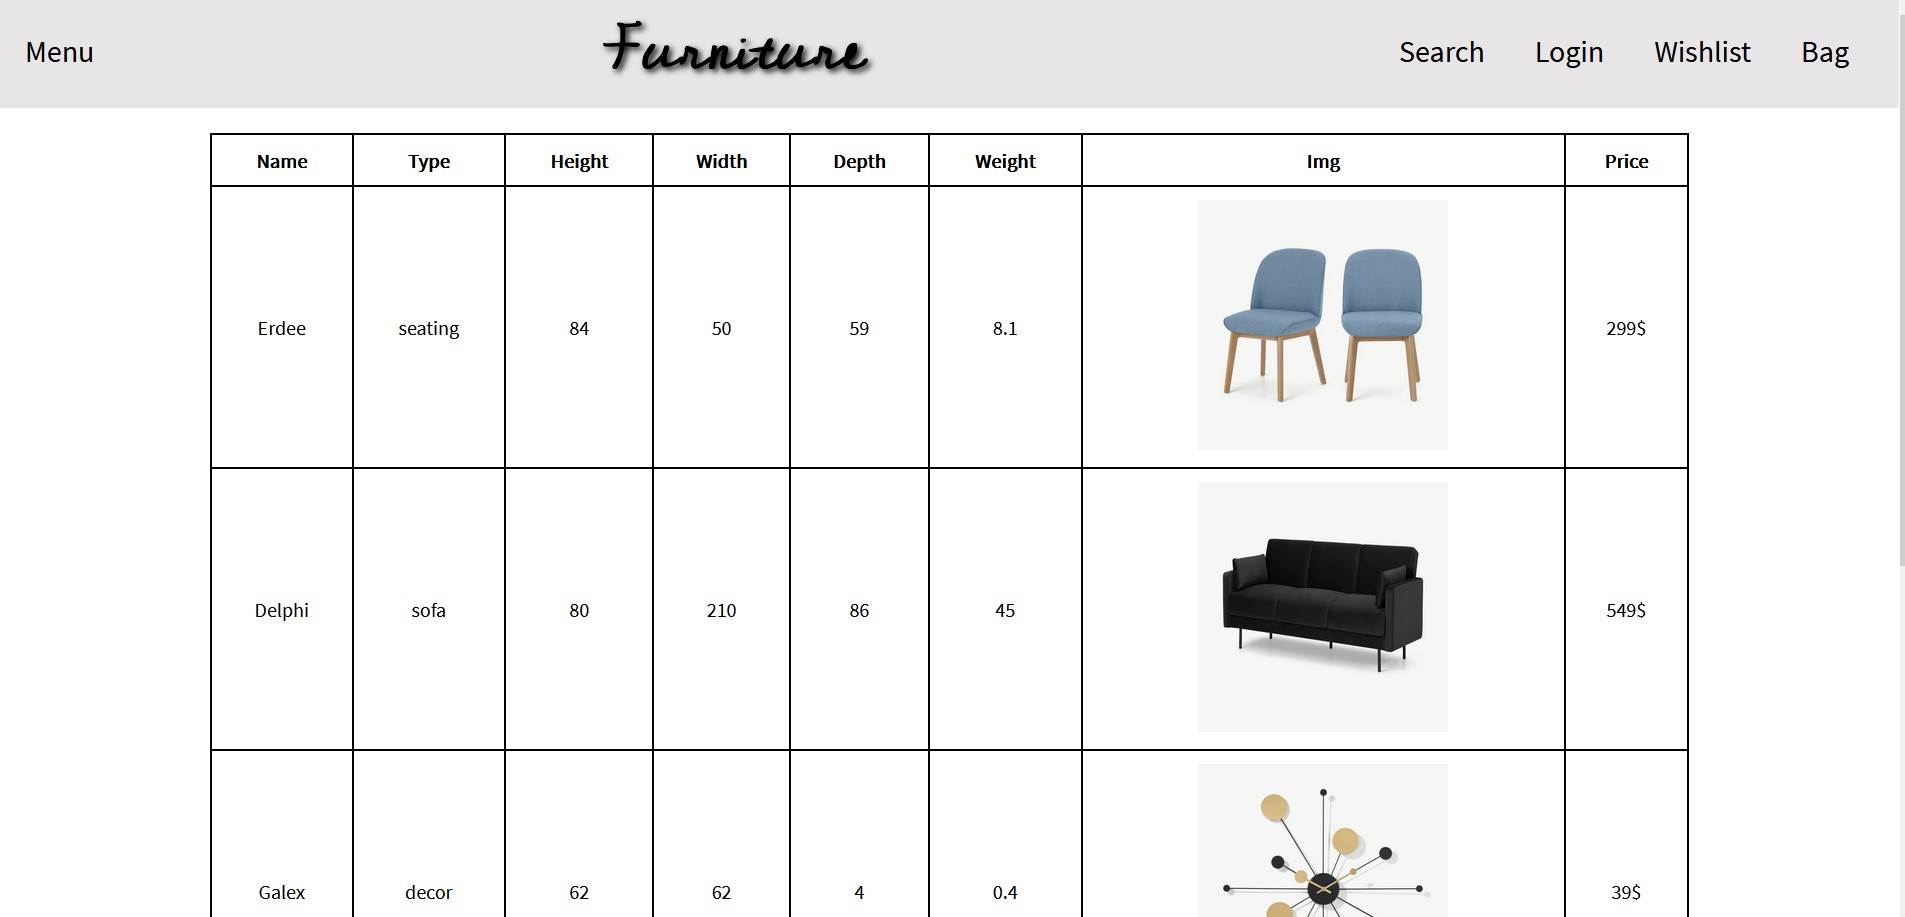 Menu Furniture Search Login Wishlist Bag
Name Type Height Width Depth Weight Img Price
Erdee seating 84 50 59 8.1 299$
Delphi sofa 80 210 86 45 549$
Galex decor 62 62 4 0.4 39$